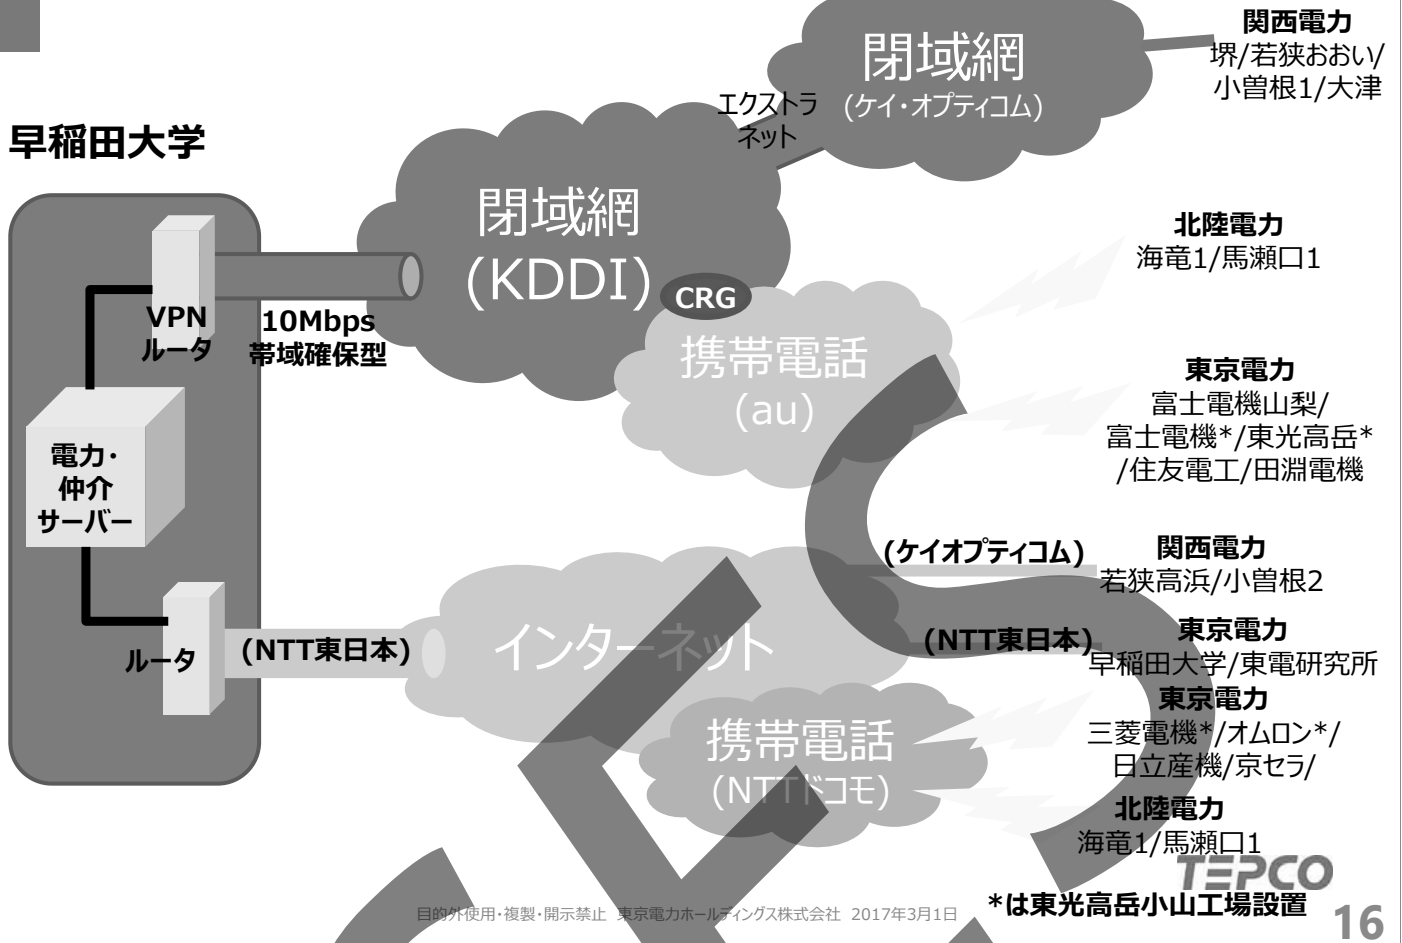 関西電力
堺/若狭おおい/
小曽根1/大津
閉域網
(ケイ・オプティコム)
エクストラ
ネット
早稲田大学
閉域網
(KDDI)
CRG
北陸電力
海竜1/馬瀬口1
VPN
ルータ
10Mbps
帯域確保型
携帯電話
(au)
東京電力
富士電機山梨/
富士電機*/東光高岳*
/住友電工/田淵電機
電力・
仲介
サーバー
(ケイオプティコム)
関西電力
若狭高浜/小曽根2
ルータ
(NTT東日本)
インターネット
(NTT東日本)
東京電力
早稲田大学/東電研究所
東京電力
三菱電機*/オムロン*/
日立産機/京セラ/
携帯電話
(NTTドコモ)
北陸電力
海竜1/馬瀬口1
TEPCO
*は東光高岳小山工場設置
目的外使用・複製・開示禁止 東京電力ホールディングス株式会社 2017年3月1日
16